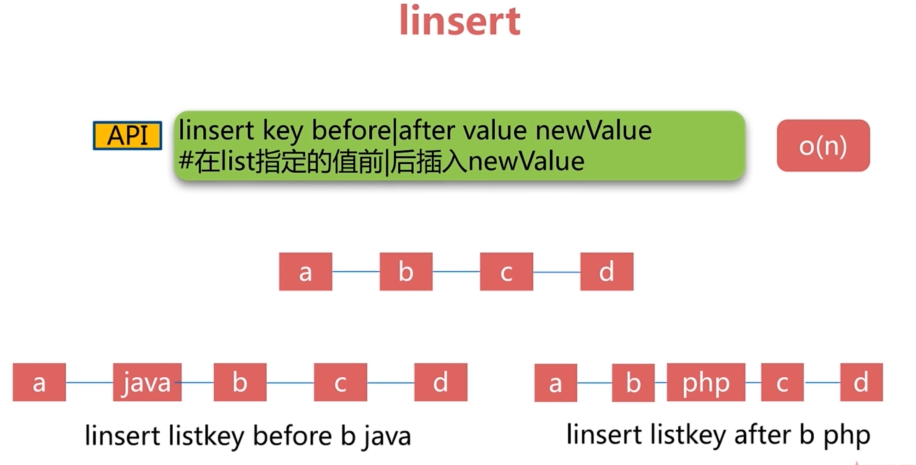 linsert
API
linsert key before|after value newValue
#在list指定的值前|后插入newValue
o(n)
a b c d
a java b c d
linsert listkey before b java
a b php c d
linsert listkey after b php